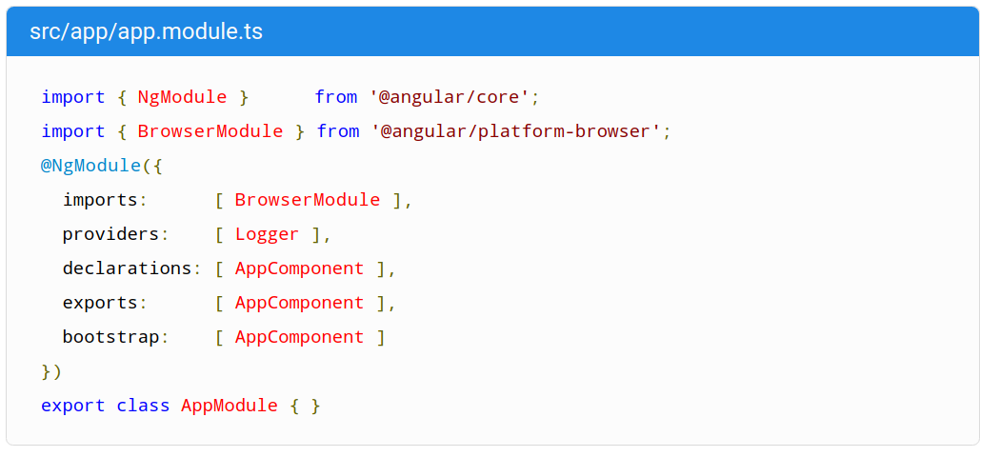 src/app/app.module.ts
import { NgModule }      from '@angular/core';
import { BrowserModule } from '@angular/platform-browser';
@NgModule({
  imports:      [ BrowserModule ],
  providers:    [ Logger ],
  declarations: [ AppComponent ],
  exports:      [ AppComponent ],
  bootstrap:    [ AppComponent ]
})
export class AppModule { }